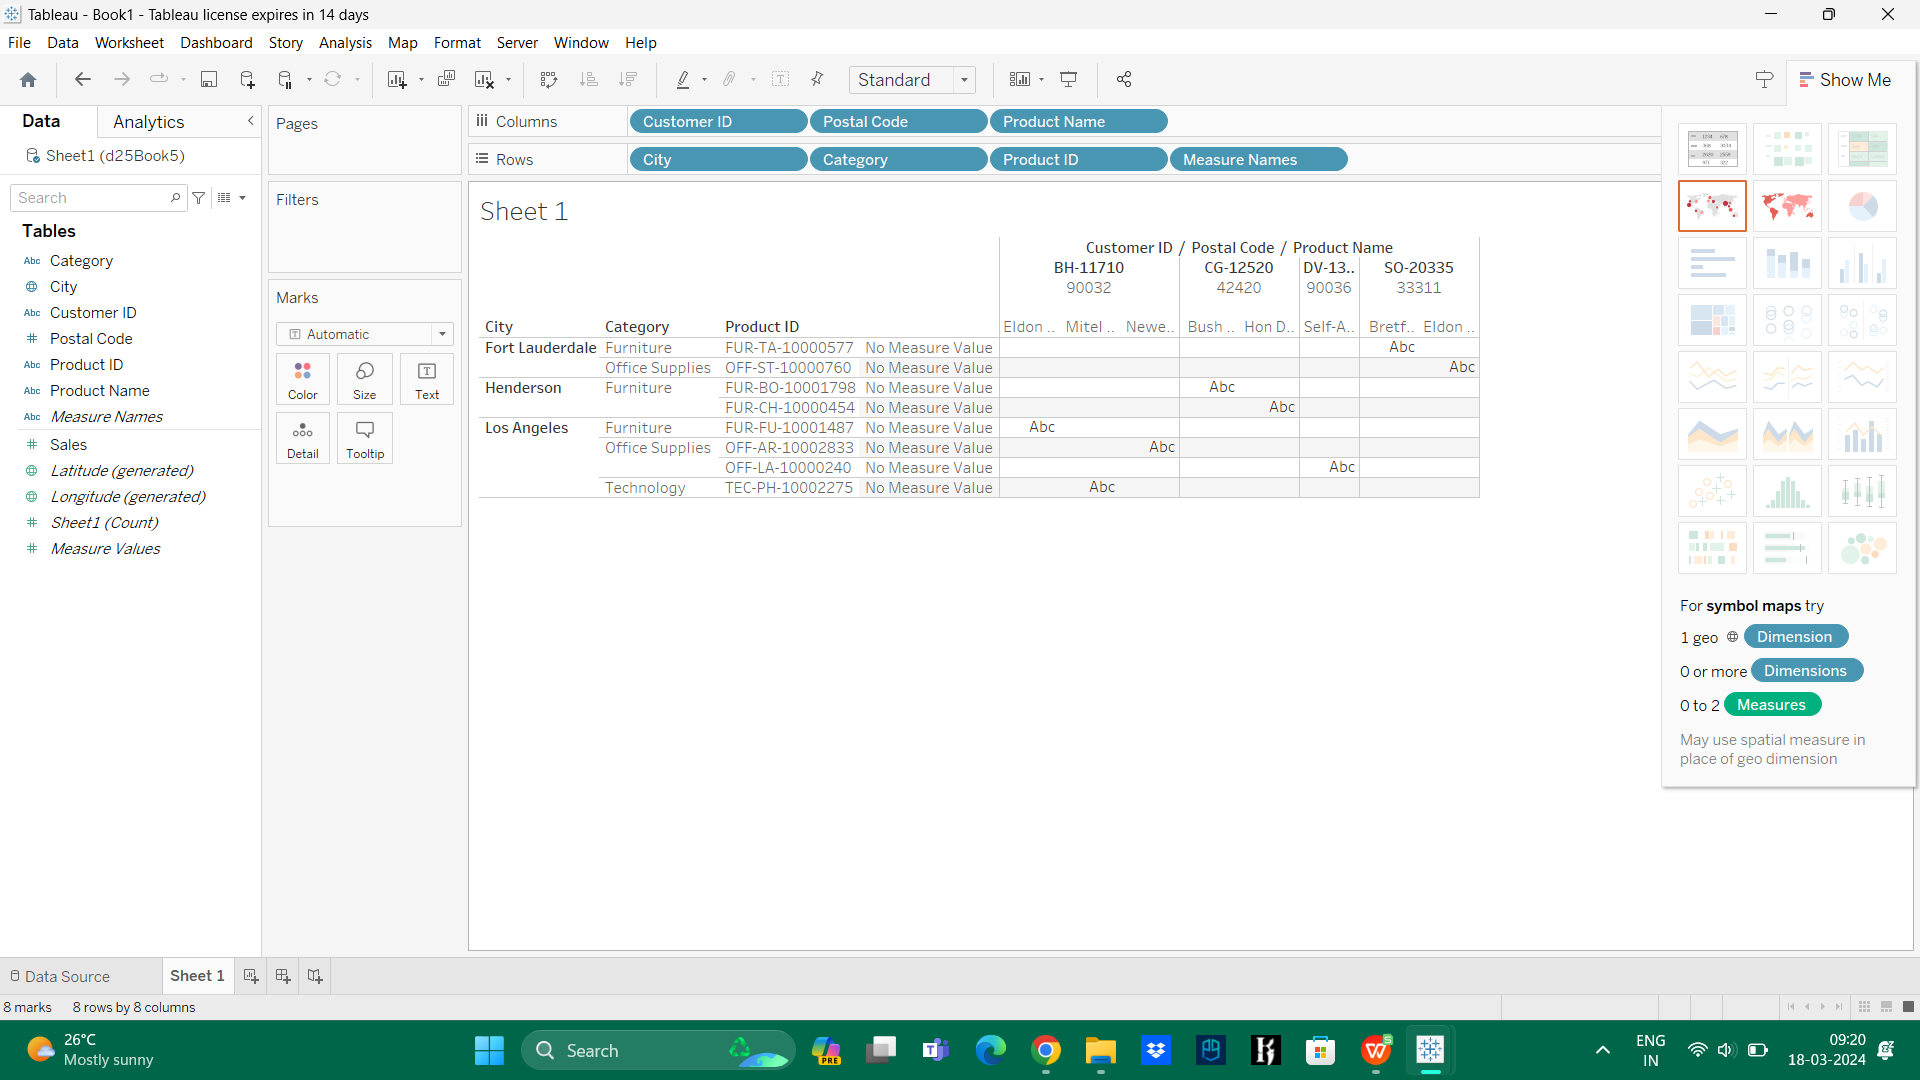 Tableau - Book1 - Tableau license expires in 14 days
File Data Worksheet Dashboard Story Analysis Map Format Server Window Help
Standard
Show Me
Data Analytics
Sheet1 (d25Book5)
Search
Tables
Abc Category
City
Abc Customer ID
# Postal Code
Abc Product ID
Abc Product Name
Abc Measure Names
# Sales
Latitude (generated)
Longitude (generated)
# Sheet1 (Count)
# Measure Values
Pages
Filters
Marks
Automatic
Color Size Text
Detail Tooltip
Columns Customer ID Postal Code Product Name
Rows City Category Product ID Measure Names
Sheet 1
Customer ID / Postal Code / Product Name
BH-11710 CG-12520 DV-13.. SO-20335
90032 42420 90036 33311
City Category Product ID Eldon .. Mitel .. Newe.. Bush .. Hon D.. Self-A.. Bretf.. Eldon ..
Fort Lauderdale Furniture FUR-TA-10000577 No Measure Value Abc
Office Supplies OFF-ST-10000760 No Measure Value Abc
Henderson Furniture FUR-BO-10001798 No Measure Value Abc
FUR-CH-10000454 No Measure Value Abc
Los Angeles Furniture FUR-FU-10001487 No Measure Value Abc
Office Supplies OFF-AR-10002833 No Measure Value Abc
OFF-LA-10000240 No Measure Value Abc
Technology TEC-PH-10002275 No Measure Value Abc
For symbol maps try
1 geo Dimension
0 or more Dimensions
0 to 2 Measures
May use spatial measure in
place of geo dimension
Data Source Sheet 1
8 marks 8 rows by 8 columns
26°C
Mostly sunny
Search
PRE
ENG
IN
09:20
18-03-2024